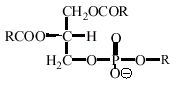 CH₂OCOR
RCOO C H O
H₂C O P O R
O⊖